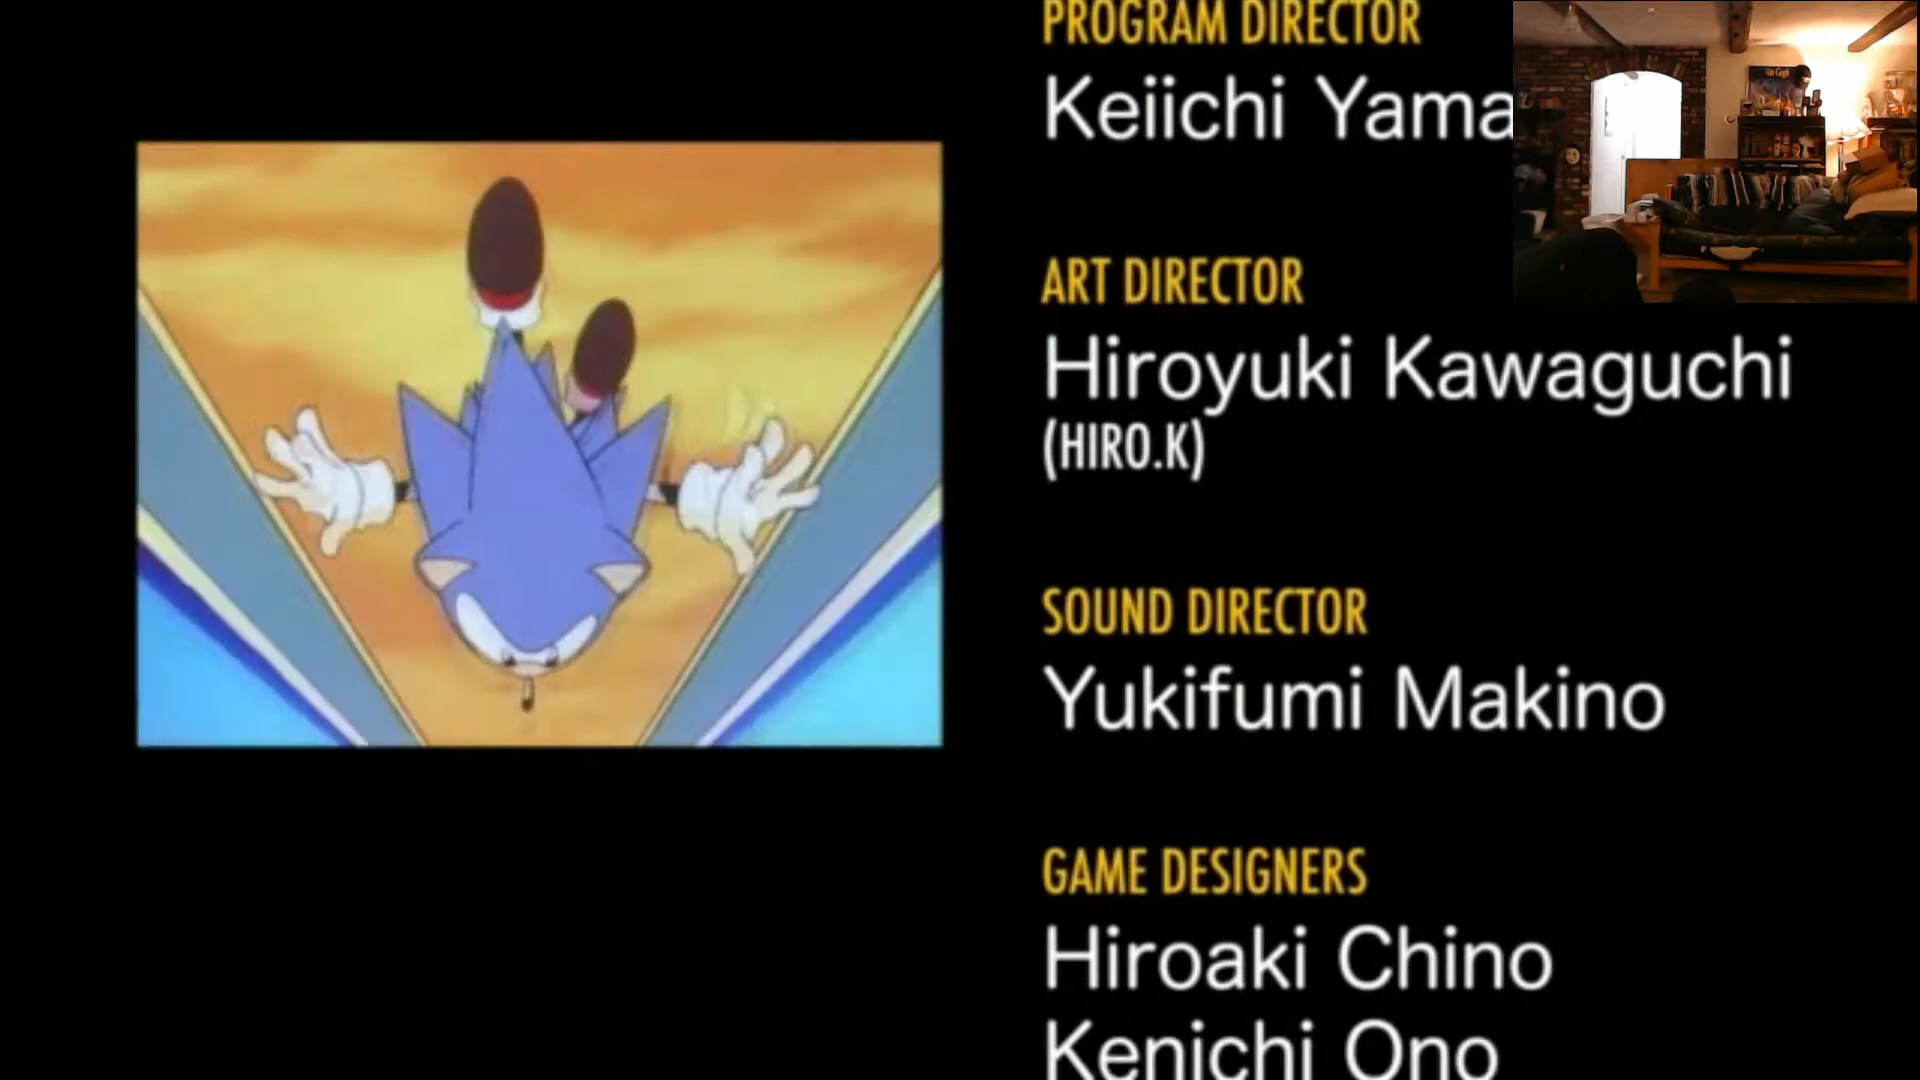 PROGRAM DIRECTOR
Keiichi Yama
ART DIRECTOR
Hiroyuki Kawaguchi
(HIRO.K)
SOUND DIRECTOR
Yukifumi Makino
GAME DESIGNERS
Hiroaki Chino
Kenichi Ono